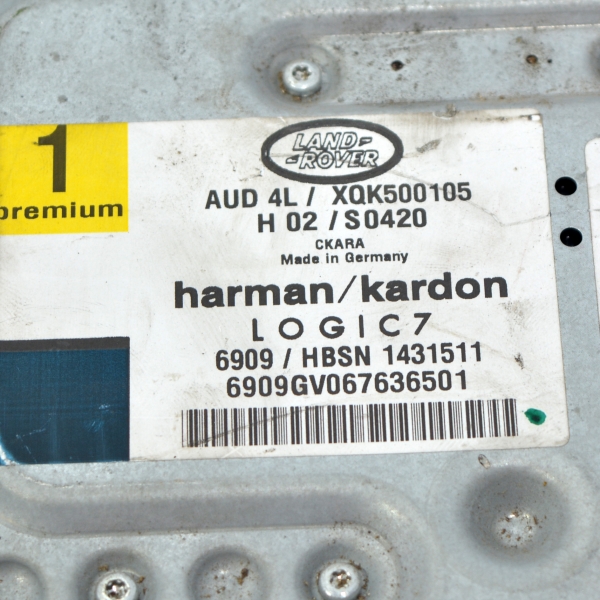 1
premium
LAND-
-ROVER
AUD 4L / XQK500105
H 02 / S0420
CKARA
Made in Germany
harman/kardon
LOGIC7
6909 / HBSN 1431511
6909GV067636501